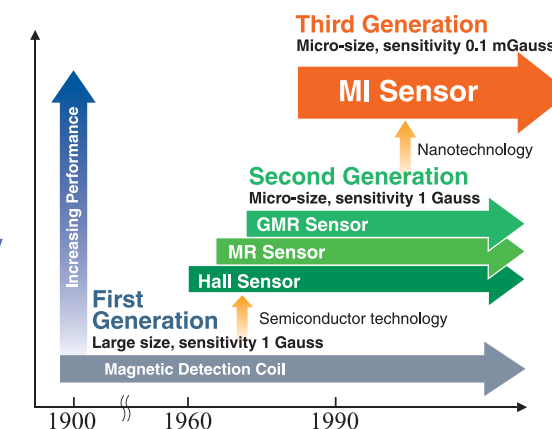 Third Generation
Micro-size, sensitivity 0.1 mGauss
MI Sensor
Nanotechnology
Second Generation
Micro-size, sensitivity 1 Gauss
GMR Sensor
MR Sensor
Hall Sensor
Increasing Performance
First
Generation
Semiconductor technology
Large size, sensitivity 1 Gauss
Magnetic Detection Coil
1900 1960 1990